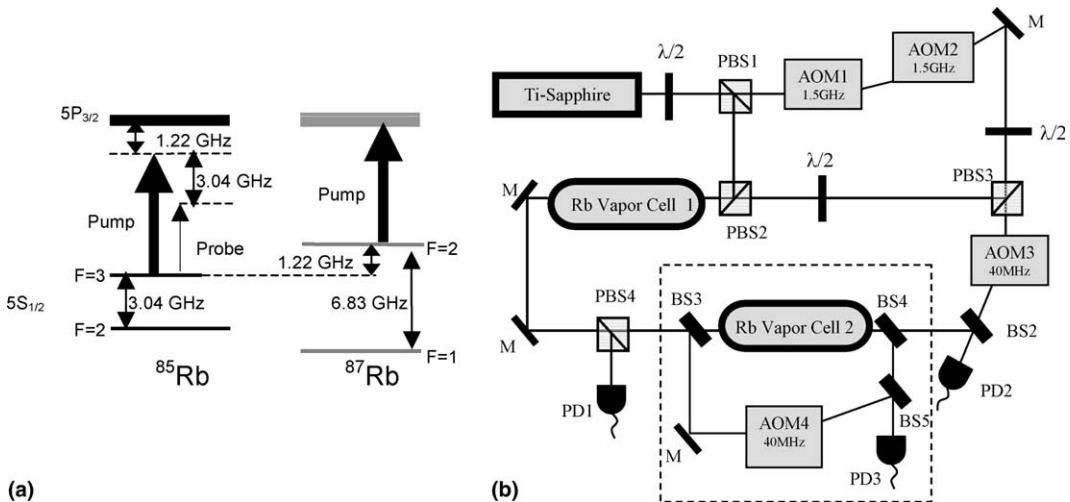 5P3/2
1.22 GHz
3.04 GHz
Pump
Probe
F=3
5S1/2
3.04 GHz
F=2
85Rb
Pump
F=2
1.22 GHz
6.83 GHz
F=1
87Rb
(a)
M
AOM2
1.5GHz
AOM1
1.5GHz
PBS1
λ/2
Ti-Sapphire
λ/2
λ/2
PBS3
M
Rb Vapor Cell 1
PBS2
AOM3
40MHz
PBS4
BS3
BS4
Rb Vapor Cell 2
BS2
M
PD1
PD2
BS5
AOM4
40MHz
M
PD3
(b)